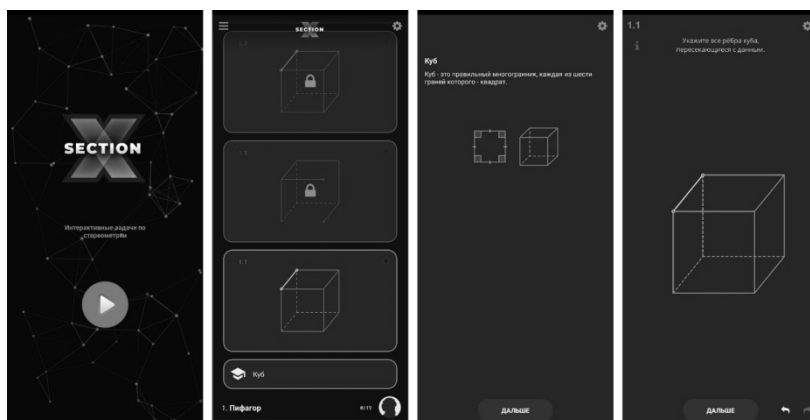 SECTION
X
Интерактивные задачи по
стереометрии
SECTION
1.1
Куб
1. Пифагор
Куб
Куб - это правильный многогранник, каждая из шести
граней которого - квадрат.
ДАЛЬШЕ
1.1
Укажите все рёбра куба,
пересекающиеся с данным.
ДАЛЬШЕ